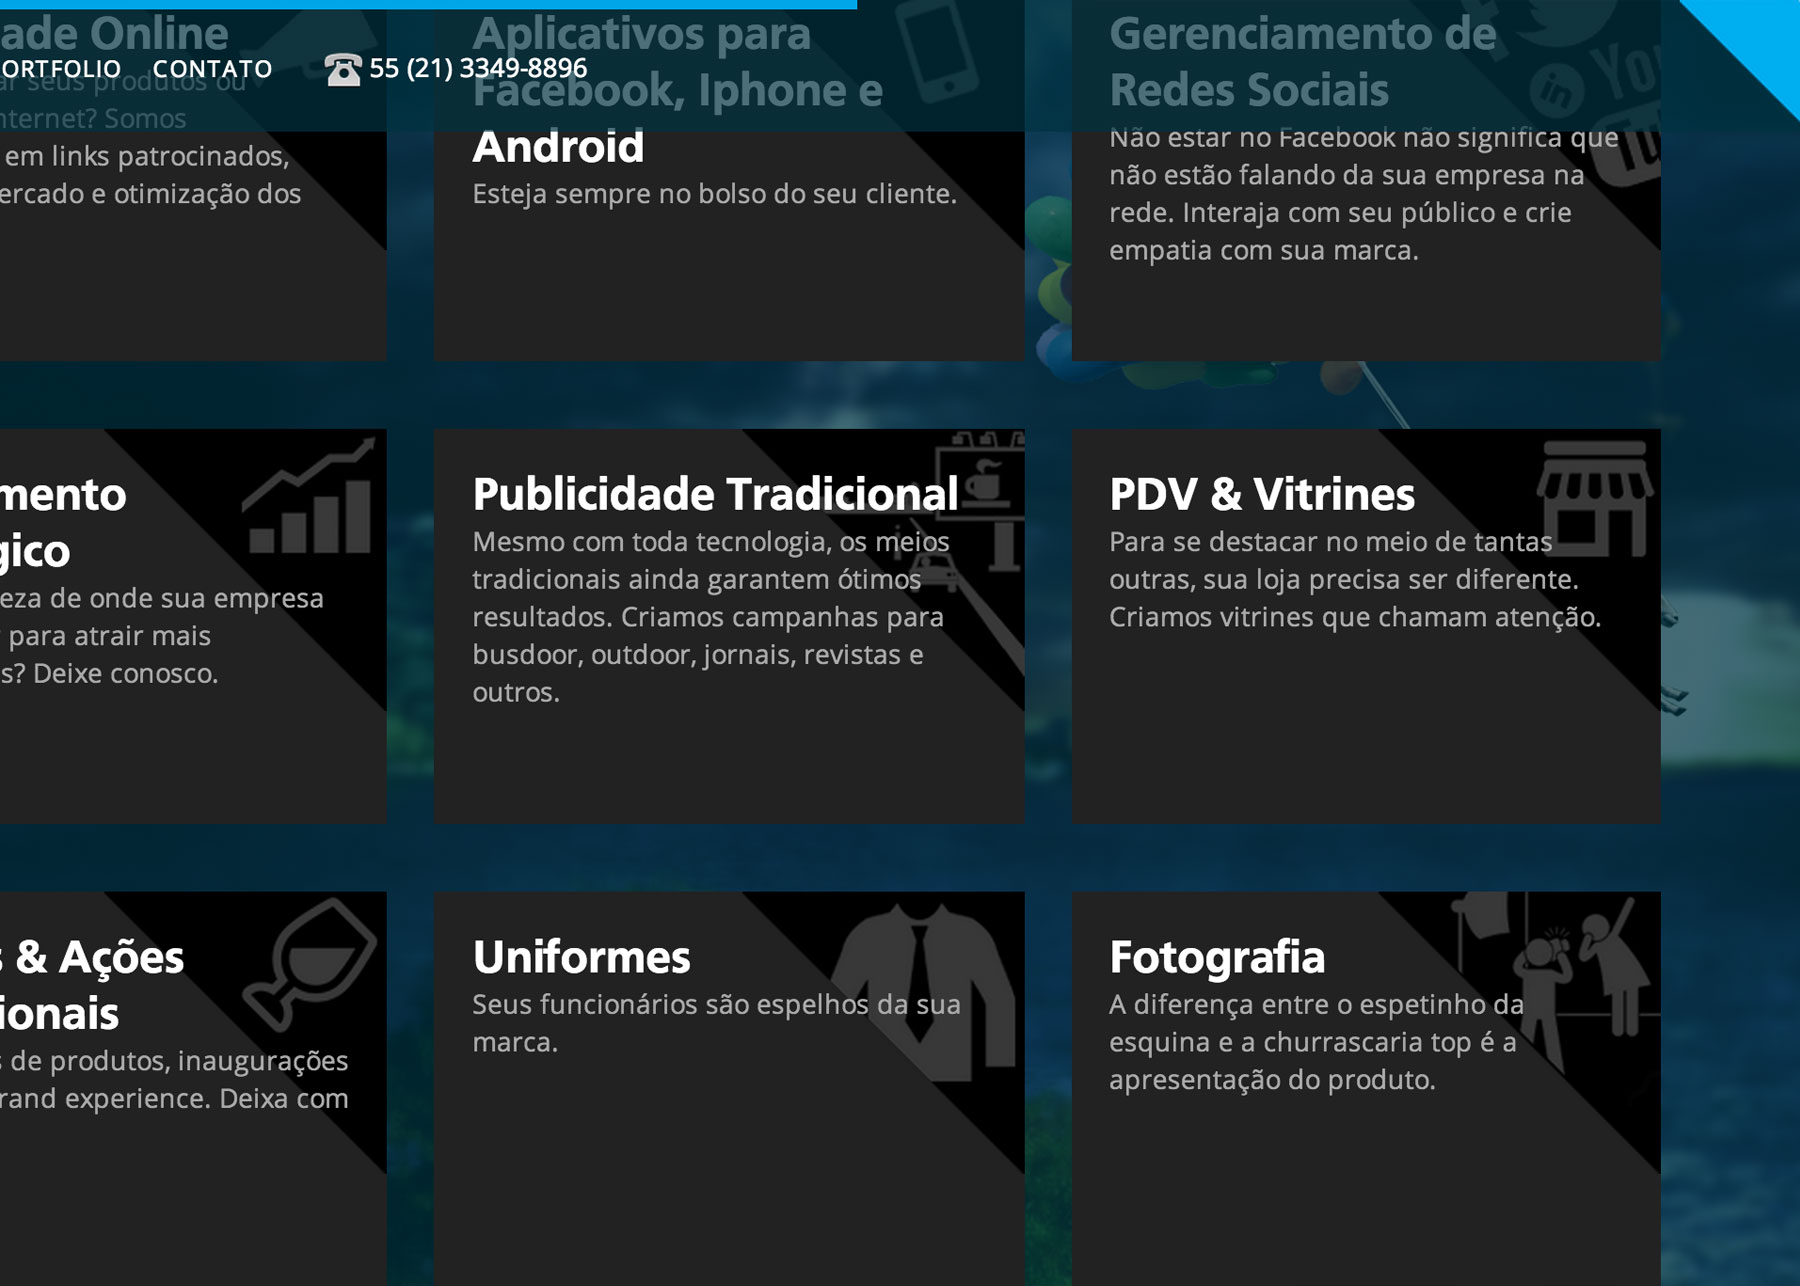 ORTFOLIO CONTATO 55 (21) 3349-8896
ade Online
ar seus produtos ou
nternet? Somos
em links patrocinados,
ercado e otimização dos
Aplicativos para
Facebook, Iphone e
Android
Esteja sempre no bolso do seu cliente.
Gerenciamento de
Redes Sociais
Não estar no Facebook não significa que
não estão falando da sua empresa na
rede. Interaja com seu público e crie
empatia com sua marca.
in
You
mento
gico
eza de onde sua empresa
para atrair mais
s? Deixe conosco.
Publicidade Tradicional
Mesmo com toda tecnologia, os meios
tradicionais ainda garantem ótimos
resultados. Criamos campanhas para
busdoor, outdoor, jornais, revistas e
outros.
PDV & Vitrines
Para se destacar no meio de tantas
outras, sua loja precisa ser diferente.
Criamos vitrines que chamam atenção.
s & Ações
ionais
s de produtos, inaugurações
rand experience. Deixa com
Uniformes
Seus funcionários são espelhos da sua
marca.
Fotografia
A diferença entre o espetinho da
esquina e a churrascaria top é a
apresentação do produto.